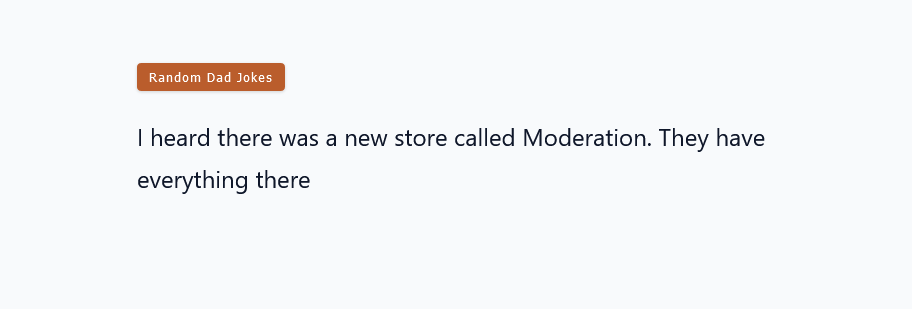 Random Dad Jokes
I heard there was a new store called Moderation. They have
everything there